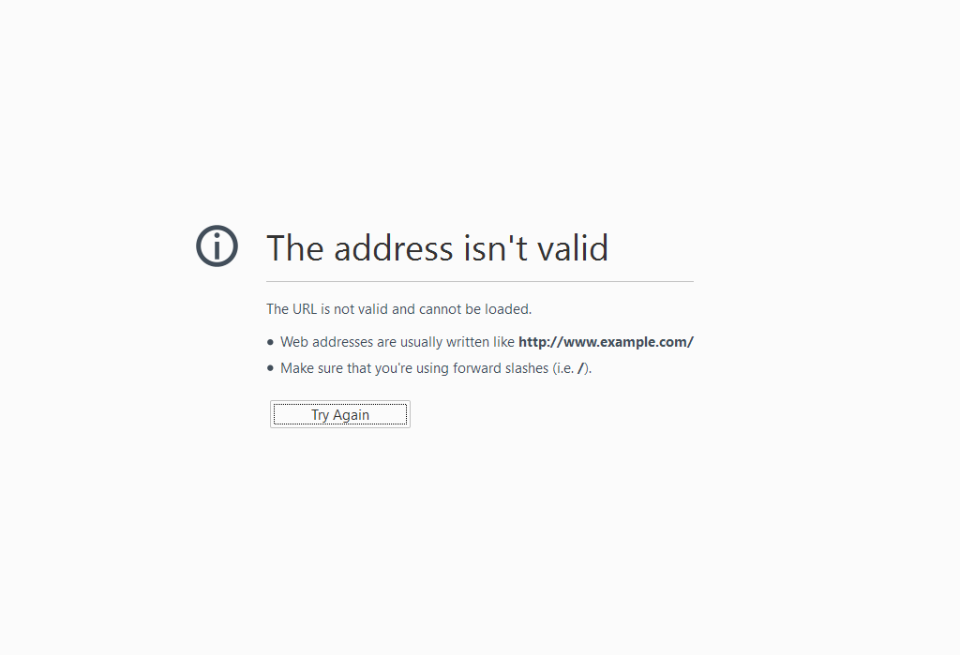 The address isn't valid
The URL is not valid and cannot be loaded.
• Web addresses are usually written like http://www.example.com/
• Make sure that you're using forward slashes (i.e. /).
Try Again